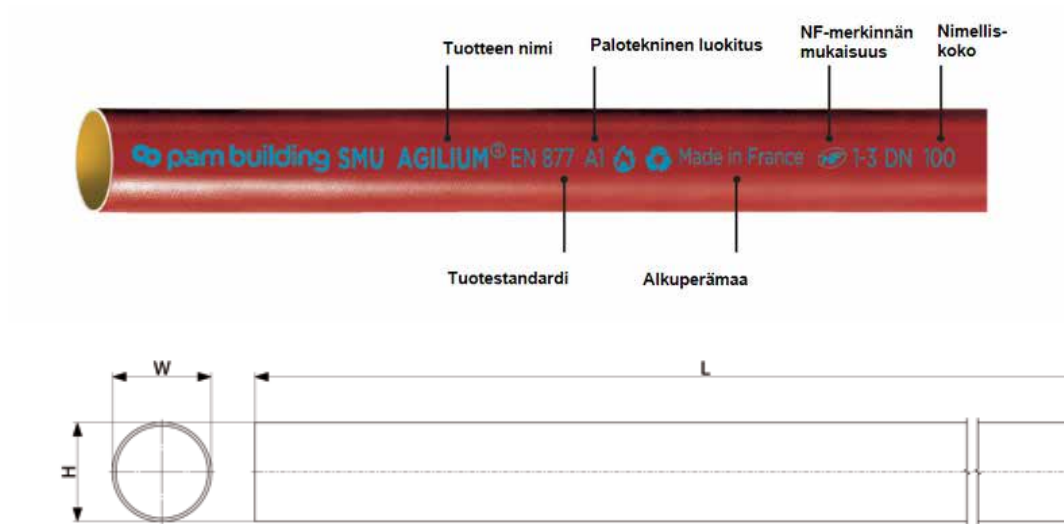 Tuotteen nimi
Palotekninen luokitus
NF-merkinnän
mukaisuus
Nimellis-
koko
pam building SMU AGILIUM® EN 877 A1 Made in France NF 1-3 DN 100
Tuotestandardi
Alkuperämaa
W
L
H